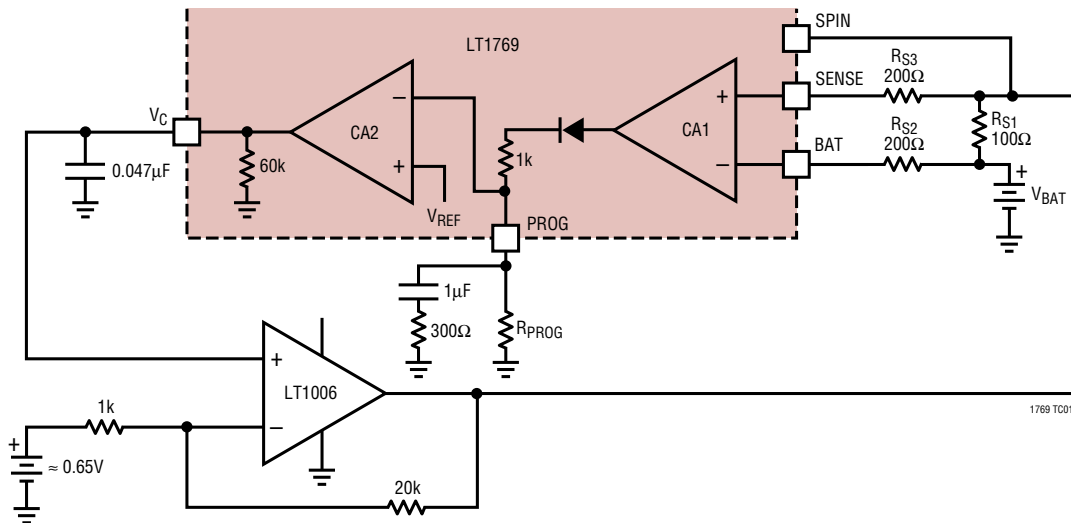 LT1769
SPIN
SENSE
BAT
RS3
200Ω
RS2
200Ω
RS1
100Ω
+
VBAT
+
CA1
−
1k
−
CA2
+
VREF
60k
VC
0.047µF
PROG
1µF
300Ω
RPROG
+
LT1006
−
1k
+
≈ 0.65V
20k
1769 TC01